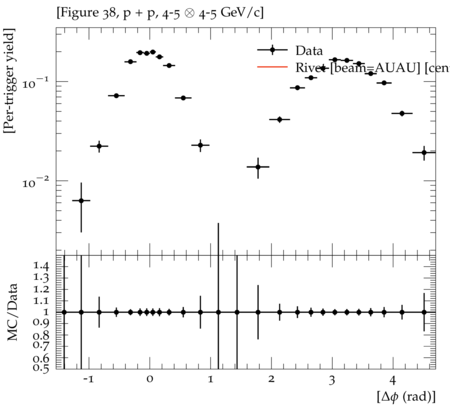 [Figure 38, p + p, 4-5 ⊗ 4-5 GeV/c]
[Per-trigger yield]
10⁻¹
10⁻²
Data
Rivet [beam=AUAU] [cen
MC/Data
1.4
1.3
1.2
1.1
1
0.9
0.8
0.7
0.6
0.5
-1 0 1 2 3 4
[Δϕ (rad)]